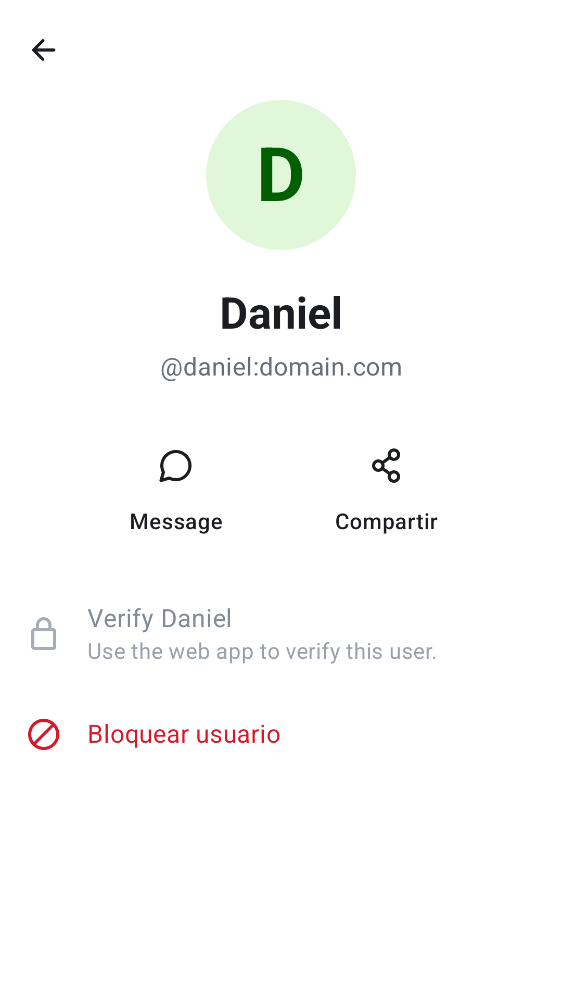 D
Daniel
@daniel:domain.com
Message
Compartir
Verify Daniel
Use the web app to verify this user.
Bloquear usuario